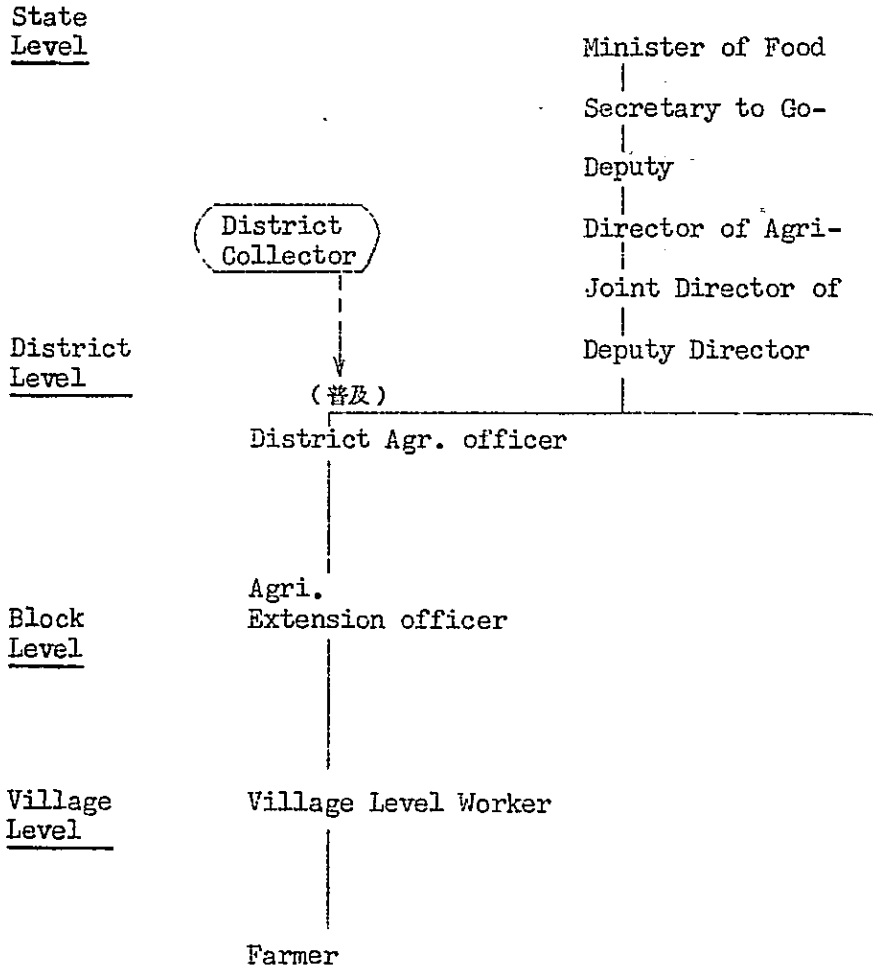 State
Level
Minister of Food
Secretary to Go-
Deputy
District
Collector
Director of Agri-
Joint Director of
District
Level
Deputy Director
(普及)
District Agr. officer
Agri.
Extension officer
Block
Level
Village
Level
Village Level Worker
Farmer